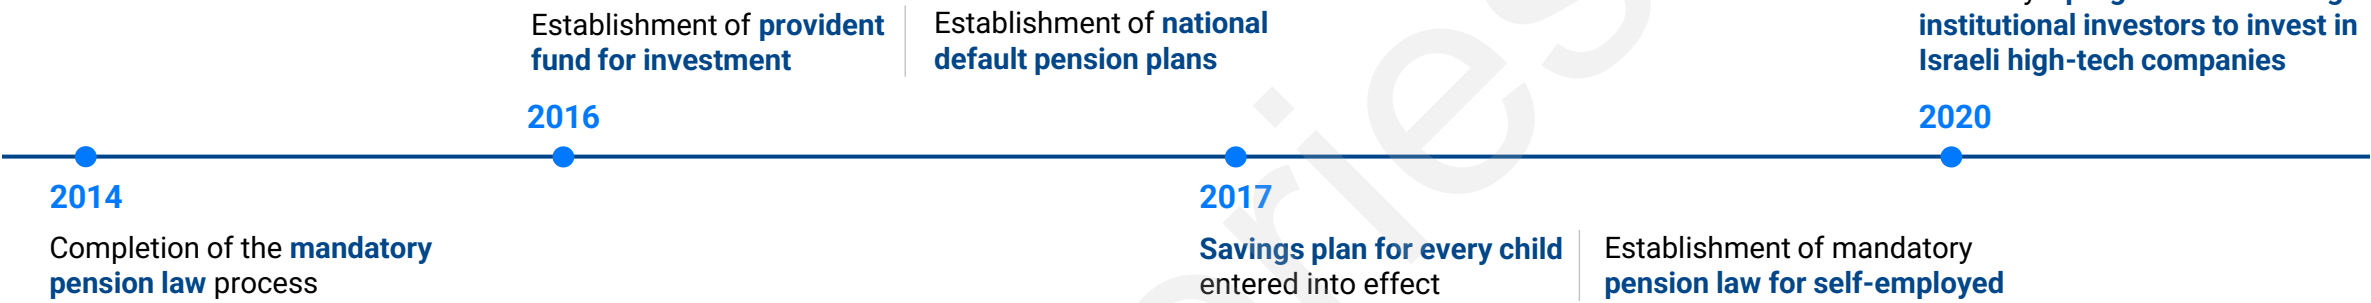 Establishment of provident
fund for investment
Establishment of national
default pension plans
institutional investors to invest in
Israeli high-tech companies
2016
2020
2014
2017
Completion of the mandatory
pension law process
Savings plan for every child
entered into effect
Establishment of mandatory
pension law for self-employed